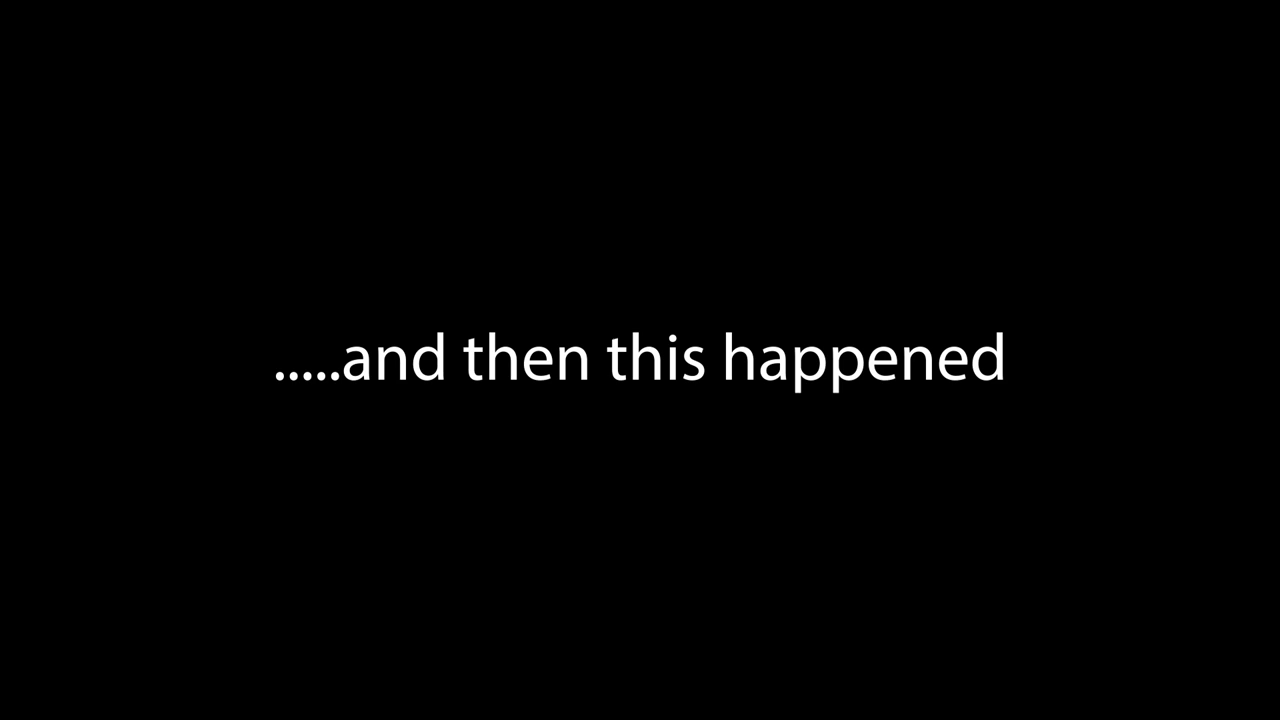 .....and then this happened